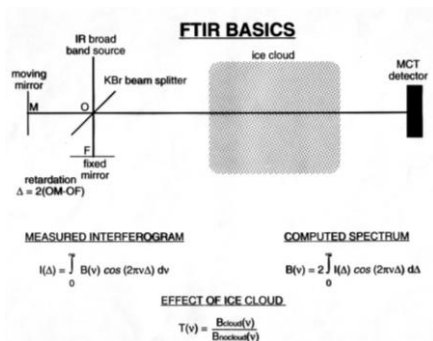 FTIR BASICS
IR broad
band source
ice cloud
MCT
detector
moving
mirror
KBr beam splitter
M
O
F
fixed
mirror
retardation
Δ = 2(OM-OF)
MEASURED INTERFEROGRAM
COMPUTED SPECTRUM
I(Δ) = ∫₀^∞ B(ν) cos (2πνΔ) dν
B(ν) = 2∫₀^∞ I(Δ) cos (2πνΔ) dΔ
EFFECT OF ICE CLOUD
T(ν) = Bcloud(ν)
Bnocloud(ν)